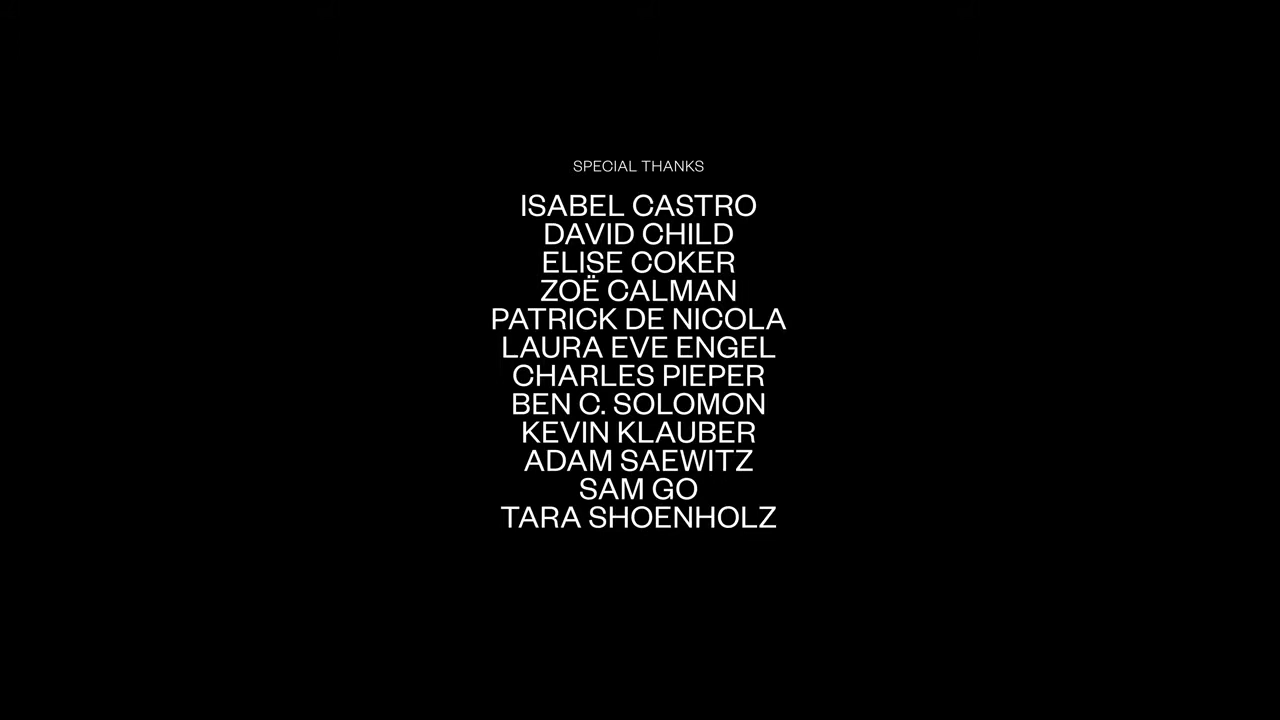 SPECIAL THANKS
ISABEL CASTRO
DAVID CHILD
ELISE COKER
ZOË CALMAN
PATRICK DE NICOLA
LAURA EVE ENGEL
CHARLES PIEPER
BEN C. SOLOMON
KEVIN KLAUBER
ADAM SAEWITZ
SAM GO
TARA SHOENHOLZ